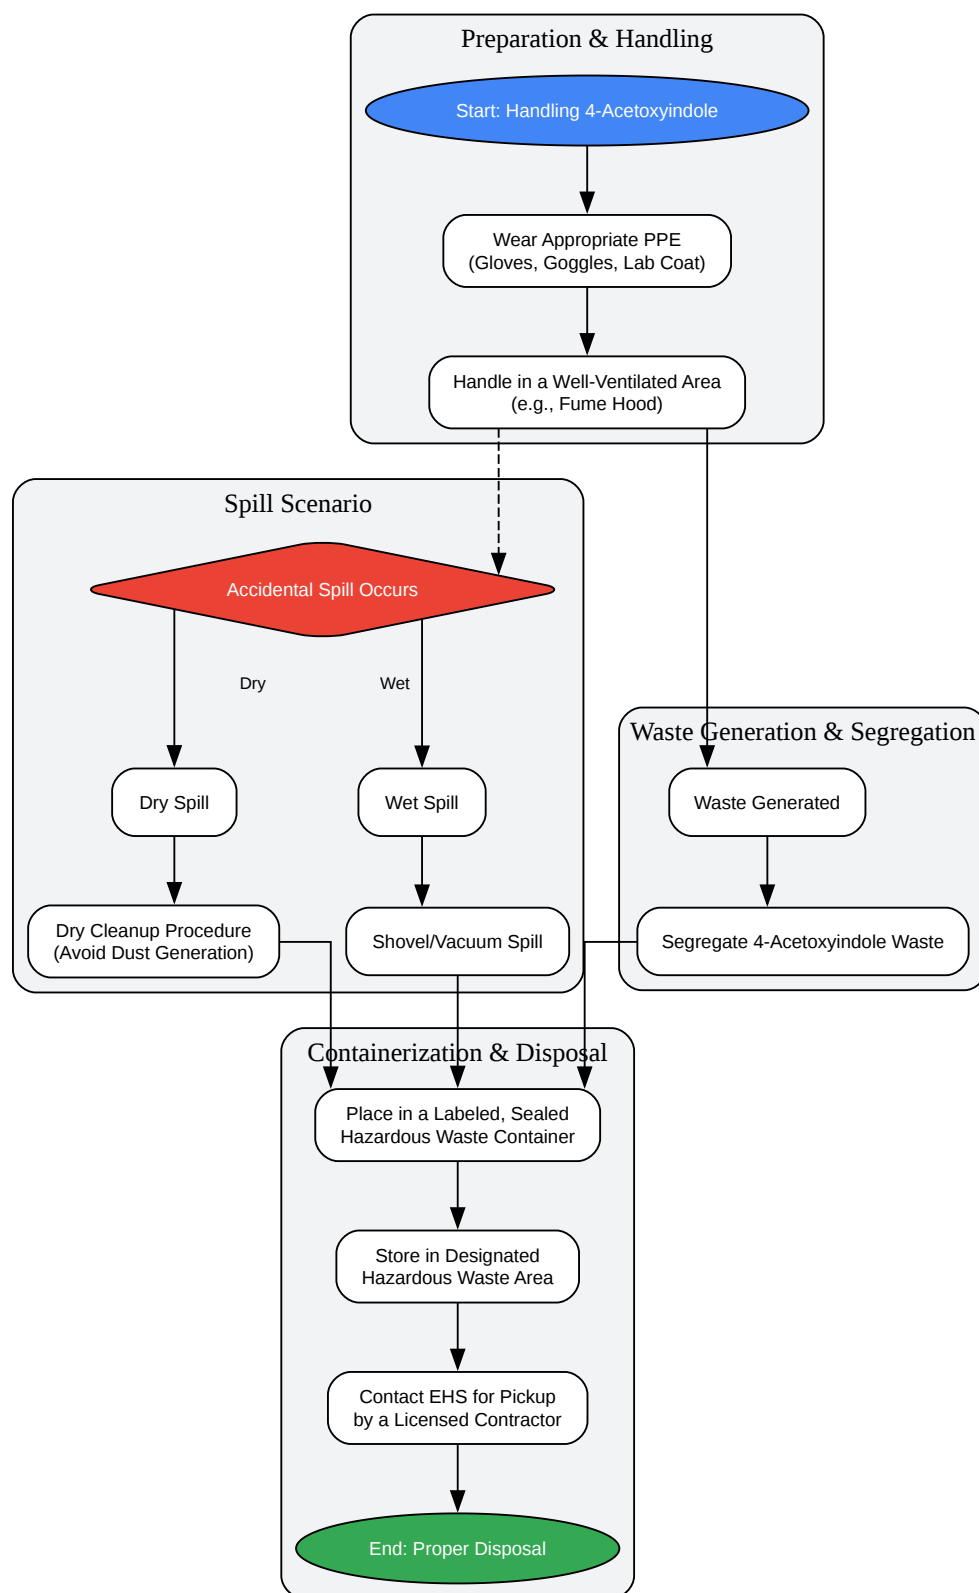 Preparation & Handling
Start: Handling 4-Acetoxyindole
Wear Appropriate PPE
(Gloves, Goggles, Lab Coat)
Handle in a Well-Ventilated Area
(e.g., Fume Hood)
Spill Scenario
Accidental Spill Occurs
Dry
Wet
Waste Generation & Segregation
Dry Spill
Wet Spill
Waste Generated
Dry Cleanup Procedure
(Avoid Dust Generation)
Shovel/Vacuum Spill
Segregate 4-Acetoxyindole Waste
Containerization & Disposal
Place in a Labeled, Sealed
Hazardous Waste Container
Store in Designated
Hazardous Waste Area
Contact EHS for Pickup
by a Licensed Contractor
End: Proper Disposal